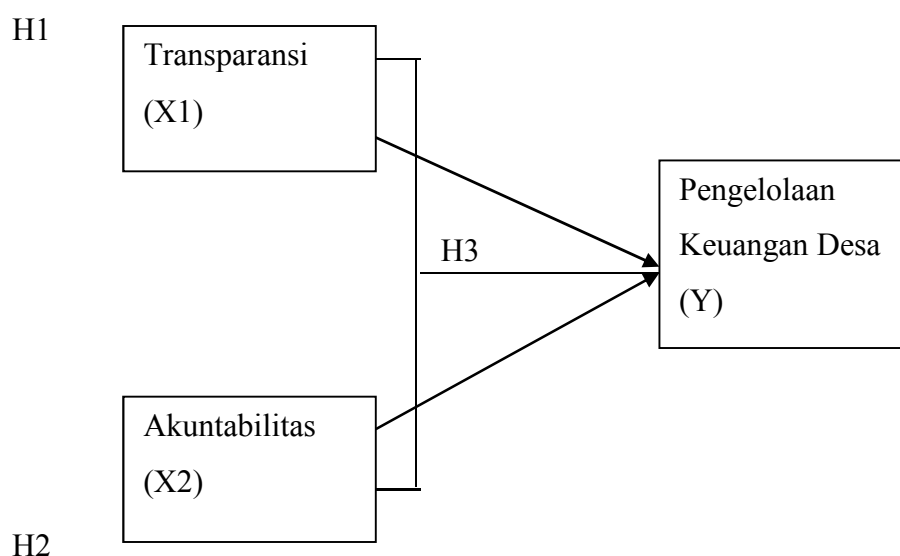 H1
Transparansi
(X1)
Pengelolaan
Keuangan Desa
(Y)
H3
Akuntabilitas
(X2)
H2